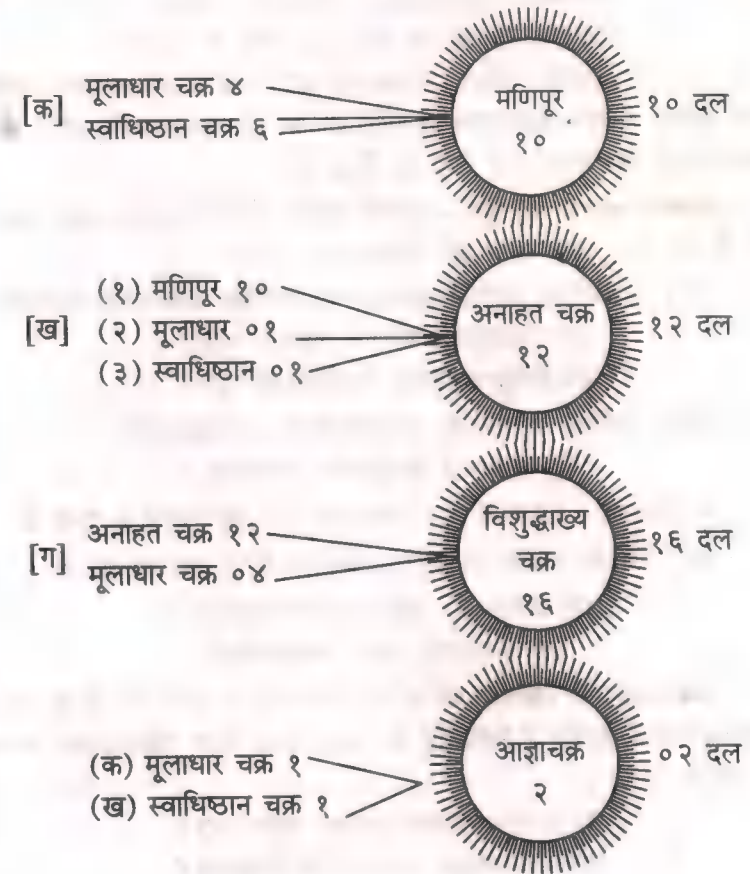 [क] मूलाधार चक्र ४
स्वाधिष्ठान चक्र ६
मणिपूर
१०
१० दल
[ख] (१) मणिपूर १०
(२) मूलाधार ०१
(३) स्वाधिष्ठान ०१
अनाहत चक्र
१२
१२ दल
[ग] अनाहत चक्र १२
मूलाधार चक्र ०४
विशुद्धाख्य
चक्र
१६
१६ दल
(क) मूलाधार चक्र १
(ख) स्वाधिष्ठान चक्र १
आज्ञाचक्र
२
०२ दल